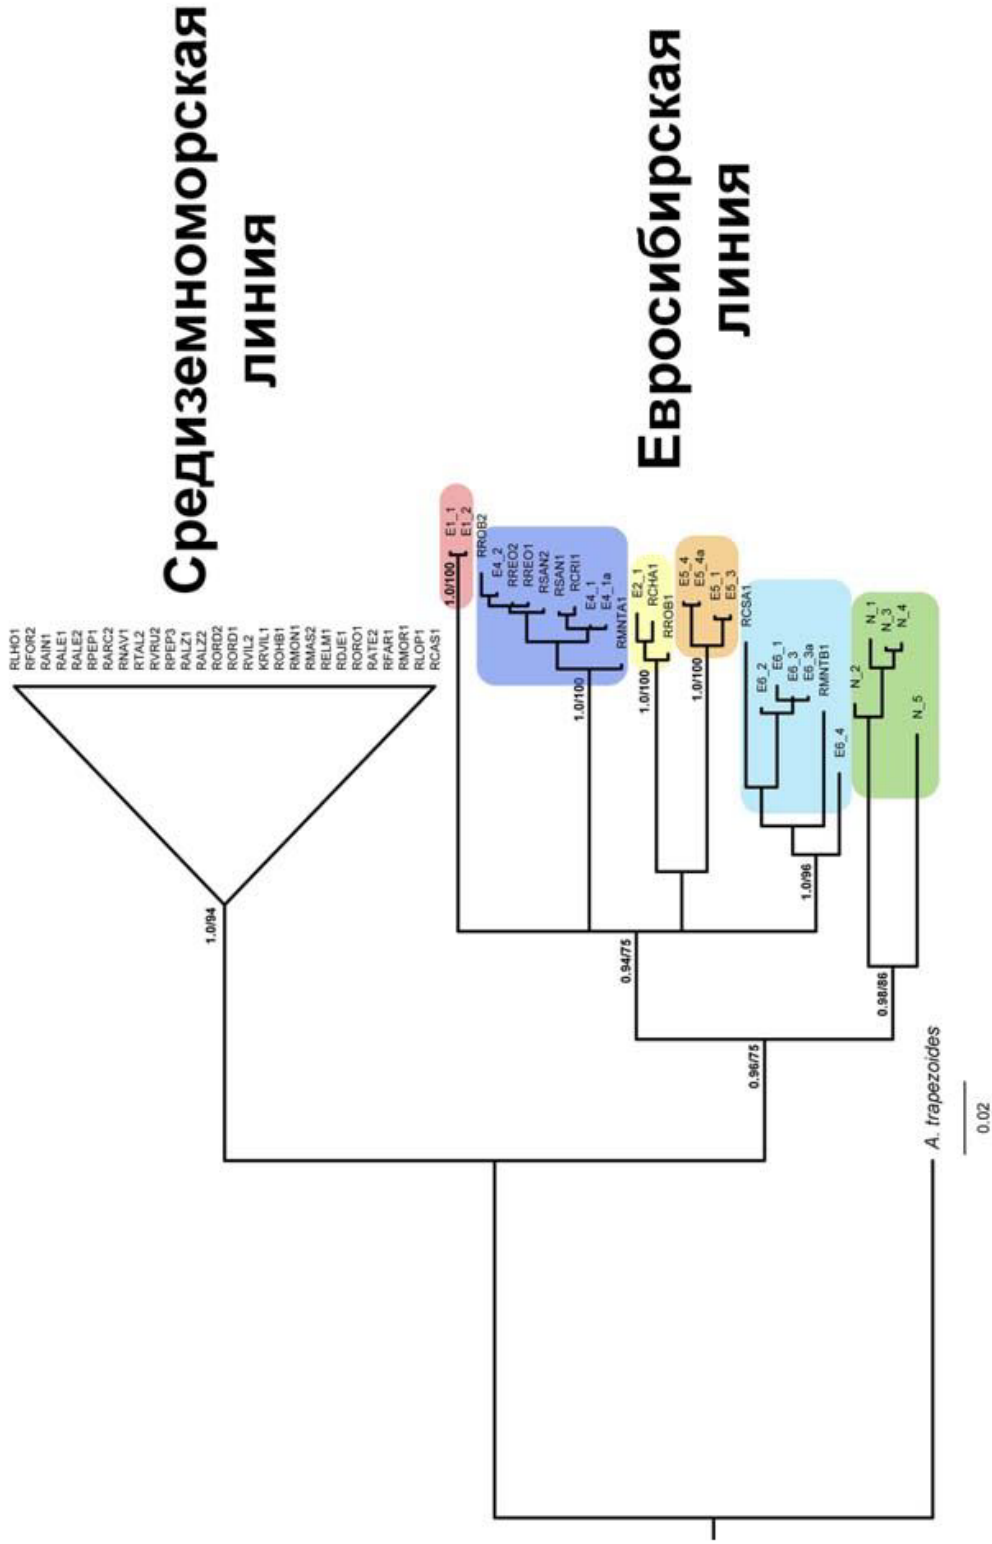 Средиземноморская
линия
RLHO1
RFOR2
RAIN1
RALE1
RALE2
RPEP1
RARC2
RNAV1
RTAL2
RVRU2
RPEP3
RALZ1
RALZ2
RORD2
RORD1
RVIL2
KRVIL1
ROHB1
RMON1
RMAS2
RELM1
RDJE1
RORO1
RATE2
RFAR1
RMOR1
RLOP1
RCAS1
1.0/94
Евросибирская
линия
1.0/100
E1_1
E1_2
RROB2
E4_2
RREO2
RREO1
RSAN2
RSAN1
RCRI1
E4_1
E4_1a
RMNTA1
1.0/100
E2_1
RCHA1
RROB1
1.0/100
E5_4
E5_4a
E5_1
E5_3
1.0/100
RCSA1
E6_2
E6_1
E6_3
E6_3a
RMNTB1
E6_4
1.0/96
0.94/75
N_2
N_1
N_3
N_4
N_5
0.98/86
0.96/75
A. trapezoides
0.02